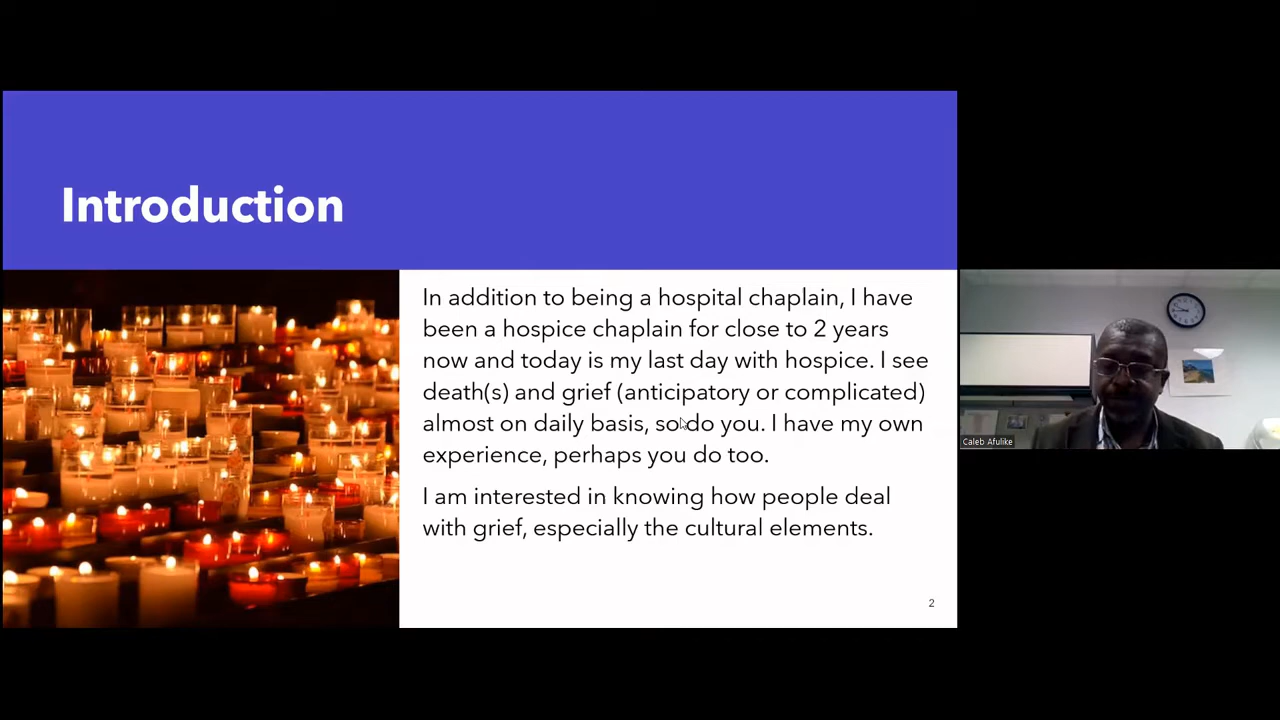 Introduction
In addition to being a hospital chaplain, I have
been a hospice chaplain for close to 2 years
now and today is my last day with hospice. I see
death(s) and grief (anticipatory or complicated)
almost on daily basis, so do you. I have my own
experience, perhaps you do too.
I am interested in knowing how people deal
with grief, especially the cultural elements.
2
Caleb Afulike